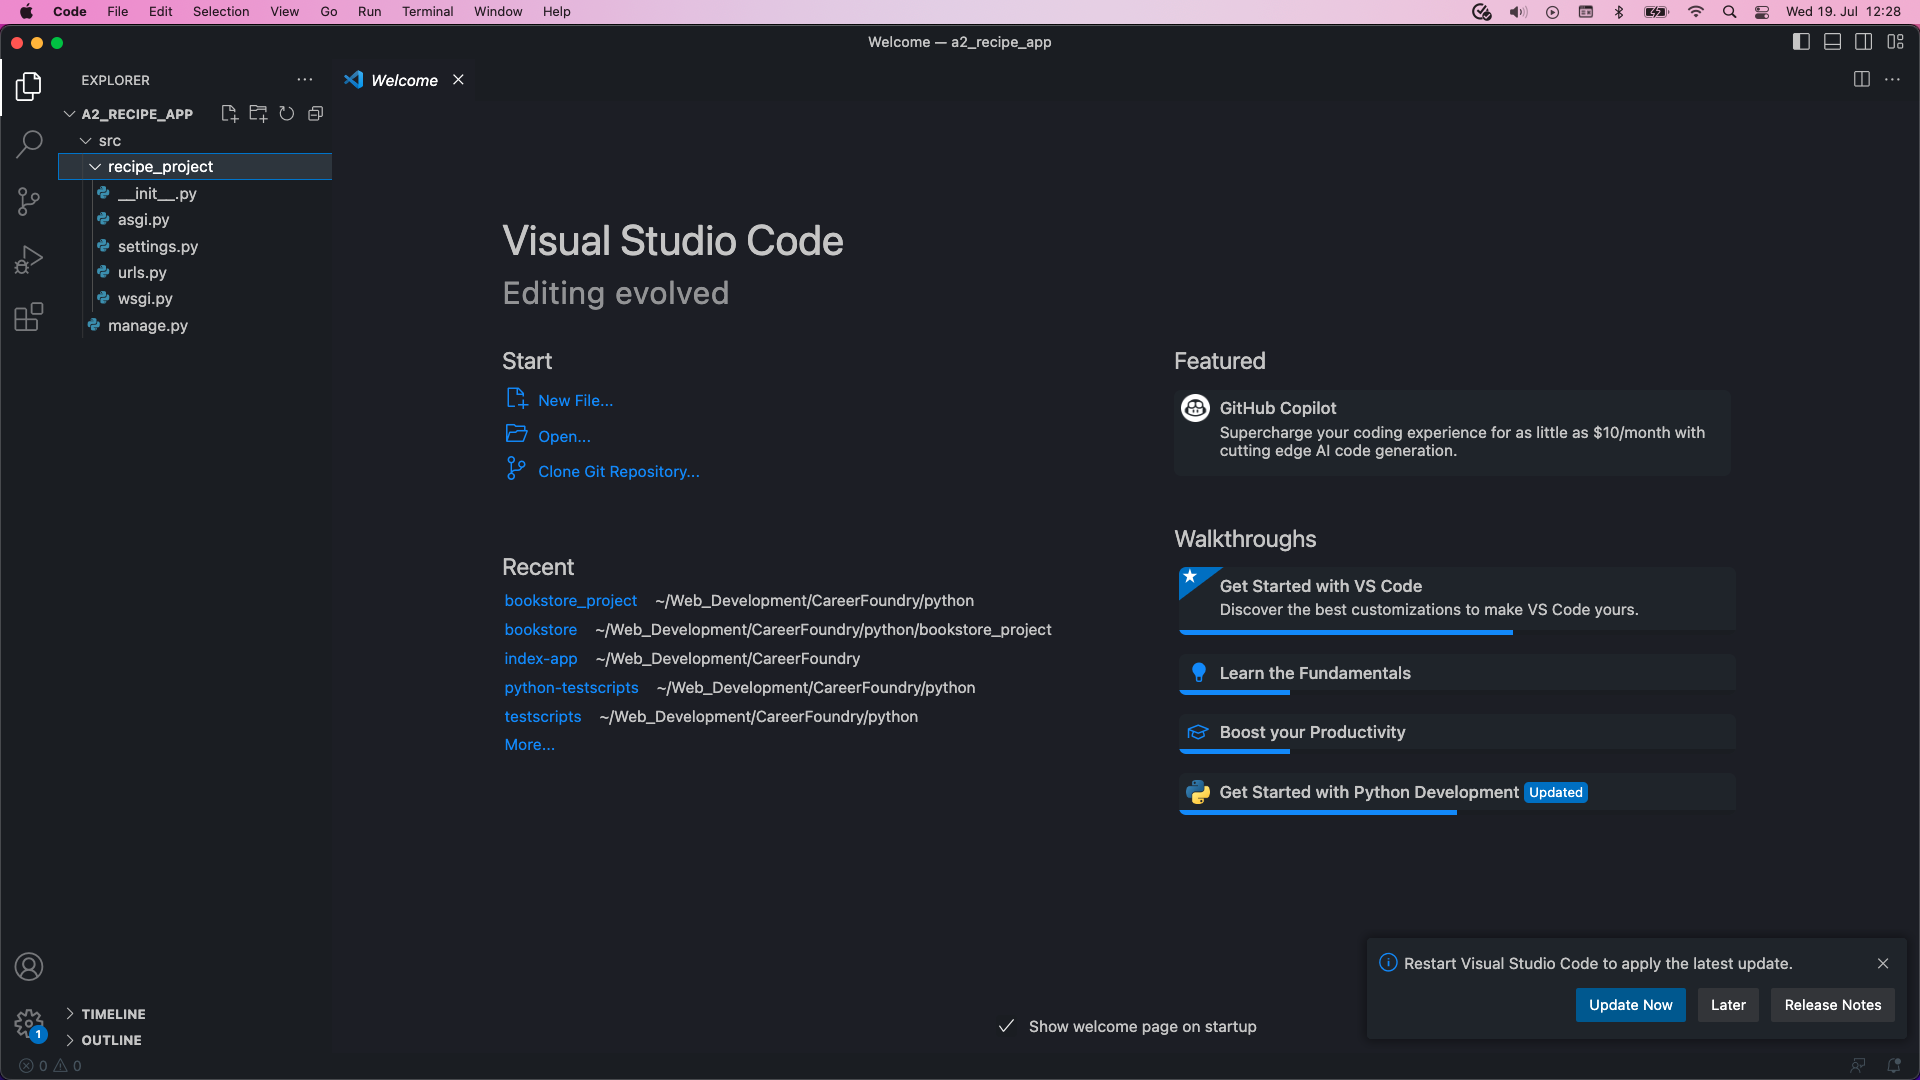 Code File Edit Selection View Go Run Terminal Window Help Wed 19. Jul 12:28
Welcome — a2_recipe_app
EXPLORER
Welcome
A2_RECIPE_APP
src
recipe_project
__init__.py
asgi.py
settings.py
urls.py
wsgi.py
manage.py
Visual Studio Code
Editing evolved
Start
New File...
Open...
Clone Git Repository...
Recent
bookstore_project ~/Web_Development/CareerFoundry/python
bookstore ~/Web_Development/CareerFoundry/python/bookstore_project
index-app ~/Web_Development/CareerFoundry
python-testscripts ~/Web_Development/CareerFoundry/python
testscripts ~/Web_Development/CareerFoundry/python
More...
Featured
GitHub Copilot
Supercharge your coding experience for as little as $10/month with
cutting edge AI code generation.
Walkthroughs
Get Started with VS Code
Discover the best customizations to make VS Code yours.
Learn the Fundamentals
Boost your Productivity
Get Started with Python Development Updated
Restart Visual Studio Code to apply the latest update.
Update Now Later Release Notes
Show welcome page on startup
TIMELINE
1
OUTLINE
0 0